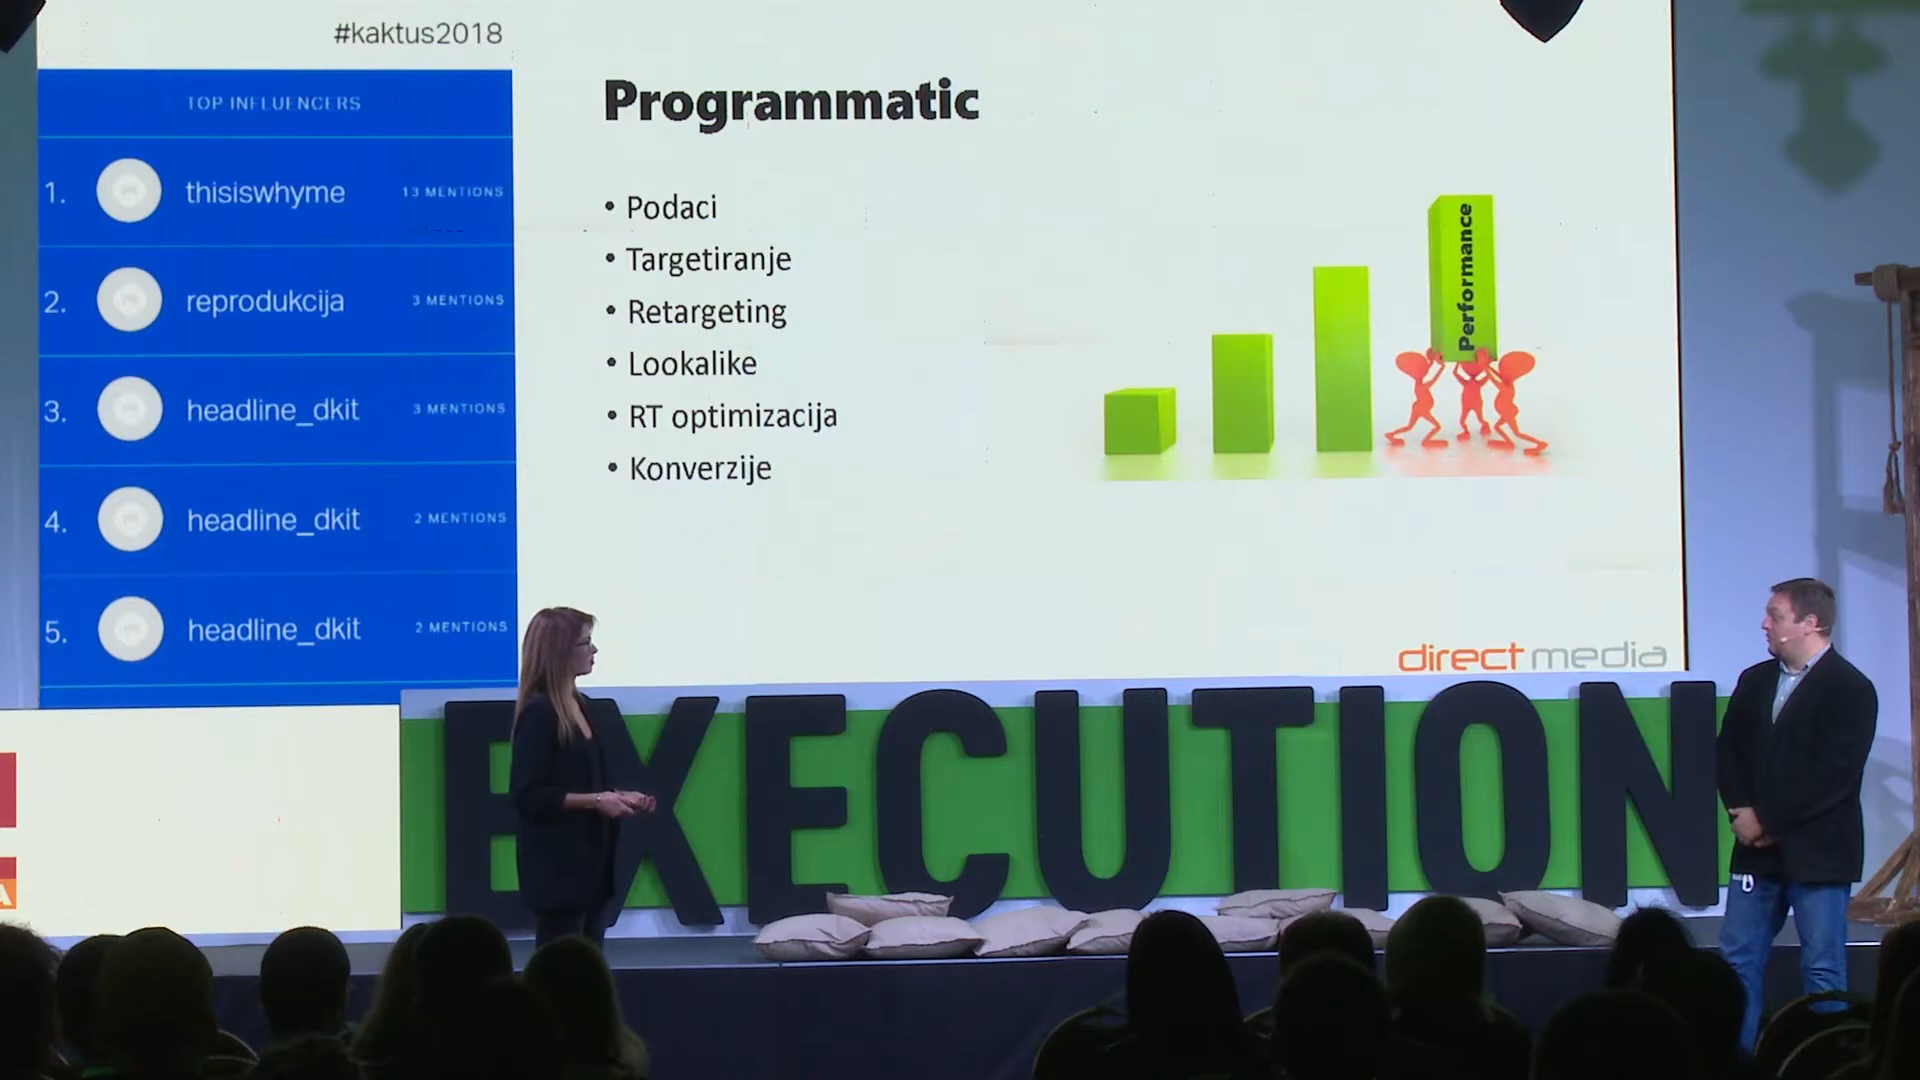 #kaktus2018
TOP INFLUENCERS
1. thisiswhyme 13 MENTIONS
2. reprodukcija 3 MENTIONS
3. headline_dkit 3 MENTIONS
4. headline_dkit 2 MENTIONS
5. headline_dkit 2 MENTIONS
Programmatic
• Podaci
• Targetiranje
• Retargeting
• Lookalike
• RT optimizacija
• Konverzije
Performance
direct media
EXECUTION
A